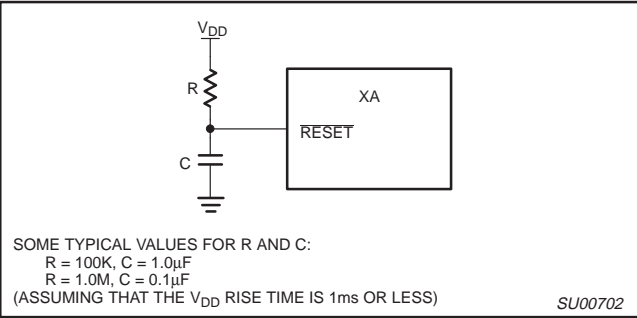 VDD
R
XA
RESET
C
SOME TYPICAL VALUES FOR R AND C:
R = 100K, C = 1.0µF
R = 1.0M, C = 0.1µF
(ASSUMING THAT THE VDD RISE TIME IS 1ms OR LESS)
SU00702